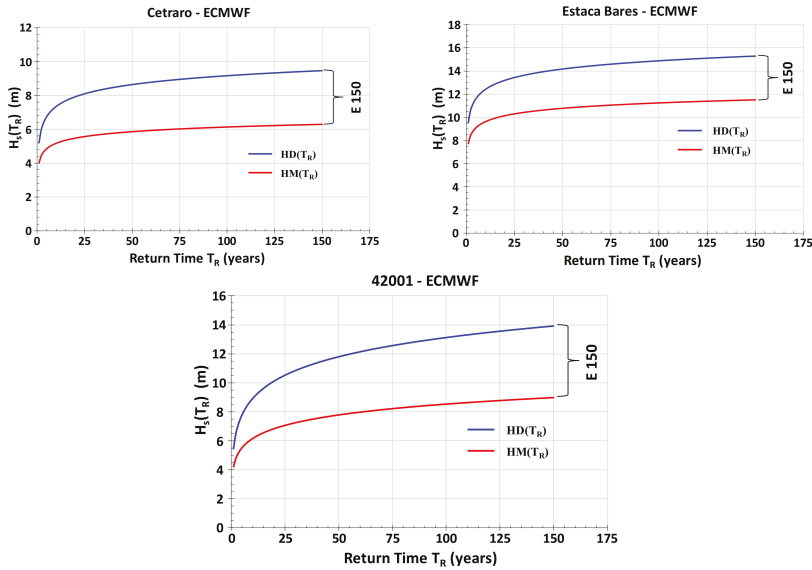 Cetraro - ECMWF
12
10
8
6
4
2
0
Hs(TR) (m)
HD(TR)
HM(TR)
E 150
0 25 50 75 100 125 150 175
Return Time TR (years)
Estaca Bares - ECMWF
18
16
14
12
10
8
6
4
2
0
Hs(TR) (m)
HD(TR)
HM(TR)
E 150
0 25 50 75 100 125 150 175
Return Time TR (years)
42001 - ECMWF
16
14
12
10
8
6
4
2
0
Hs(TR) (m)
HD(TR)
HM(TR)
E 150
0 25 50 75 100 125 150 175
Return Time TR (years)